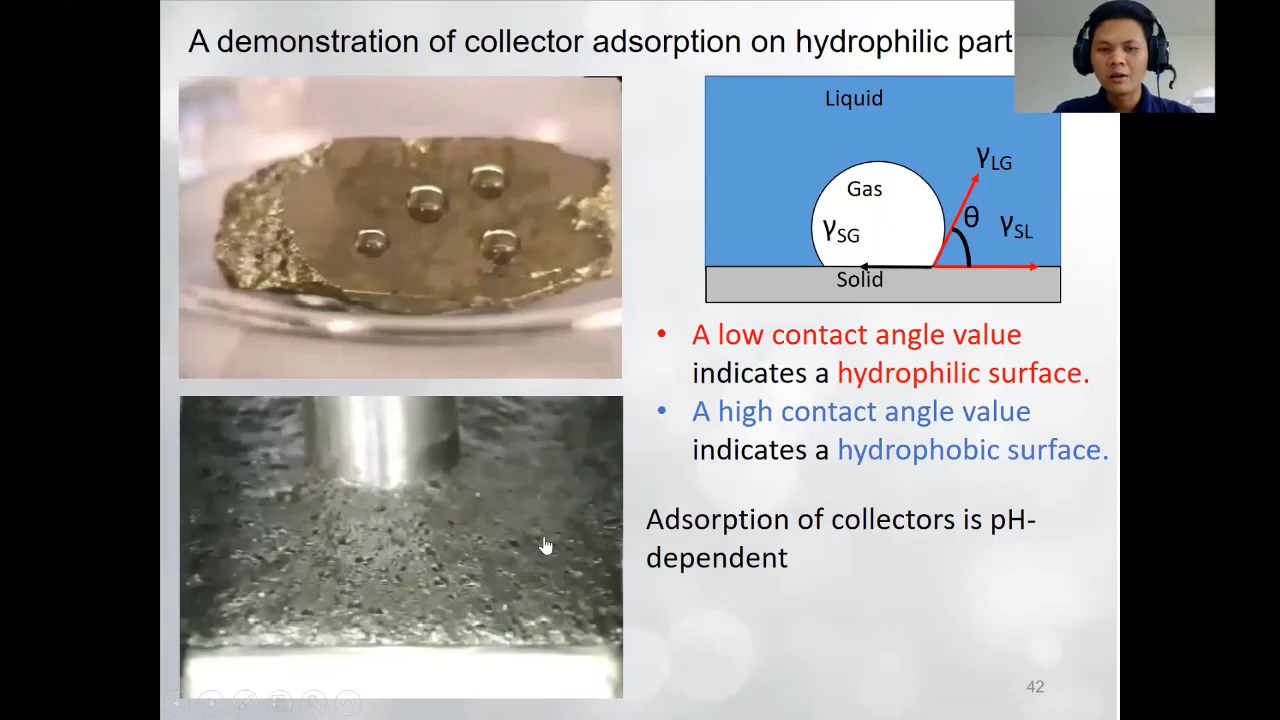 A demonstration of collector adsorption on hydrophilic part
Liquid
γLG
Gas
θ
γSL
γSG
Solid
• A low contact angle value
indicates a hydrophilic surface.
• A high contact angle value
indicates a hydrophobic surface.
Adsorption of collectors is pH-
dependent
42